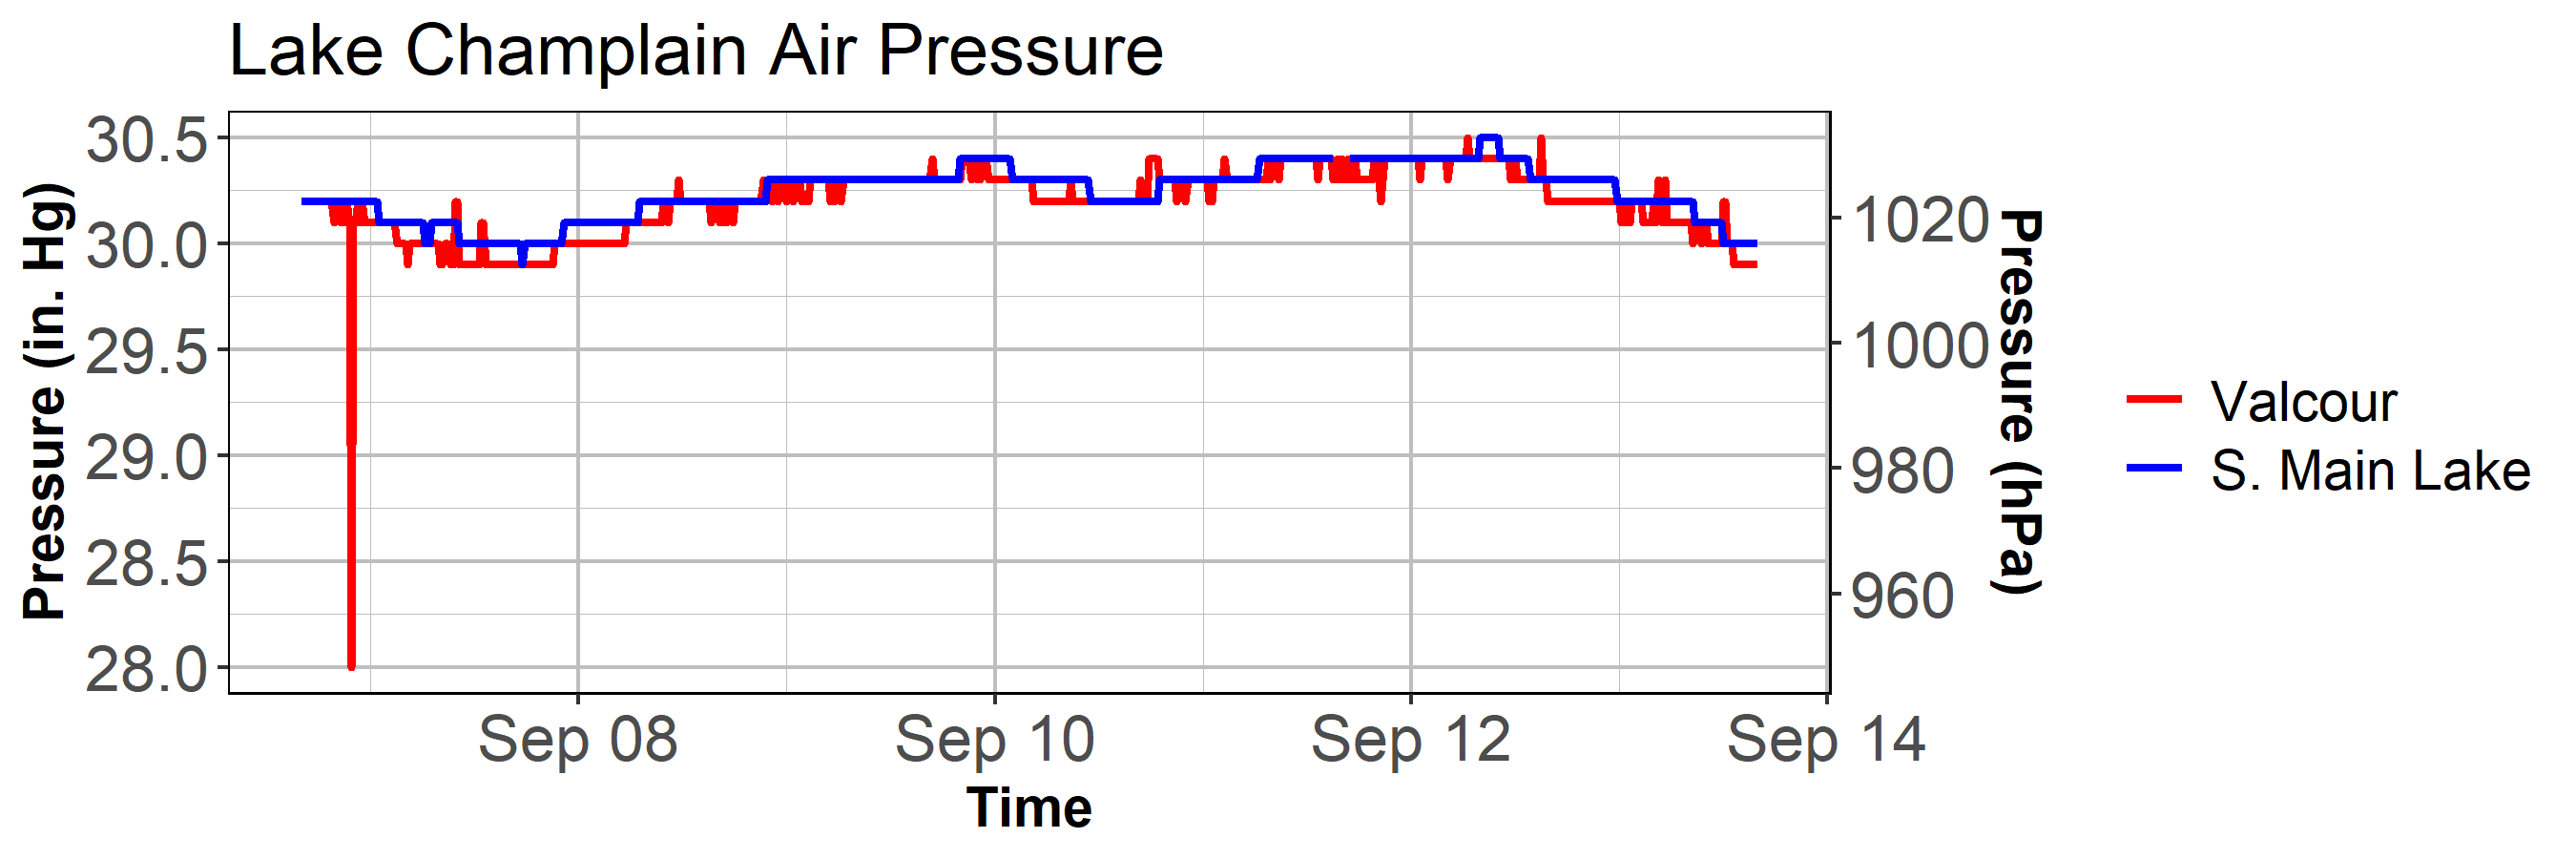 Lake Champlain Air Pressure
Pressure (in. Hg)
30.5
30.0
29.5
29.0
28.5
28.0
1020
1000
980
960
Pressure (hPa)
Sep 08
Sep 10
Sep 12
Sep 14
Time
Valcour
S. Main Lake